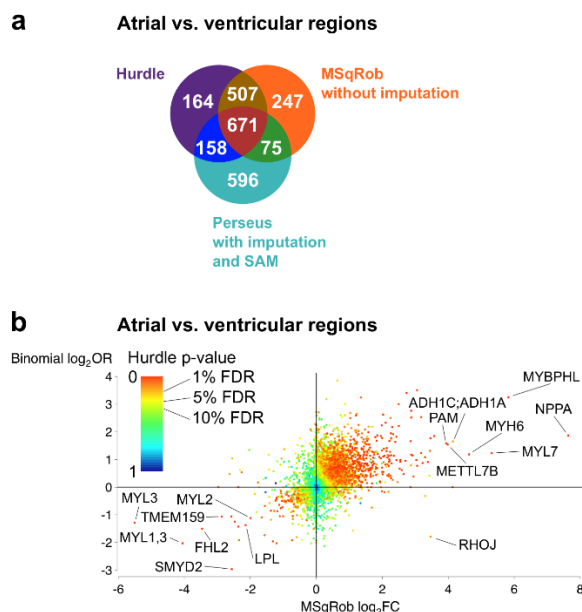 a
Atrial vs. ventricular regions
Hurdle
MSqRob
without imputation
164
507
247
671
158
75
596
Perseus
with imputation
and SAM
b
Atrial vs. ventricular regions
Binomial log2OR
Hurdle p-value
0
1% FDR
5% FDR
10% FDR
1
4
3
2
1
0
-1
-2
-3
MYBPHL
ADH1C;ADH1A
NPPA
PAM
MYH6
MYL7
METTL7B
MYL3
MYL2
TMEM159
MYL1,3
FHL2
LPL
SMYD2
RHOJ
-6
-4
-2
0
2
4
6
8
MSqRob log2FC